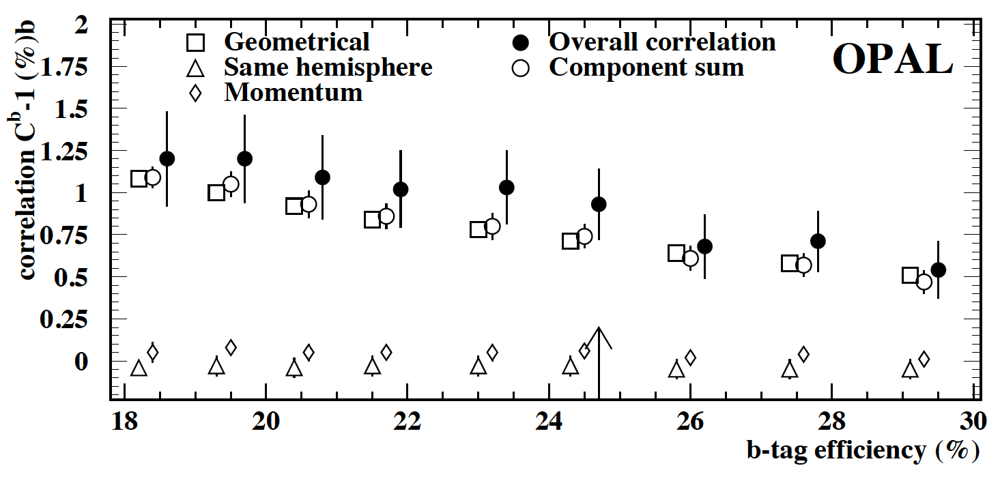 correlation Cb-1 (%)b
2
1.75
1.5
1.25
1
0.75
0.5
0.25
0
Geometrical
Same hemisphere
Momentum
Overall correlation
Component sum
OPAL
18 20 22 24 26 28 30
b-tag efficiency (%)